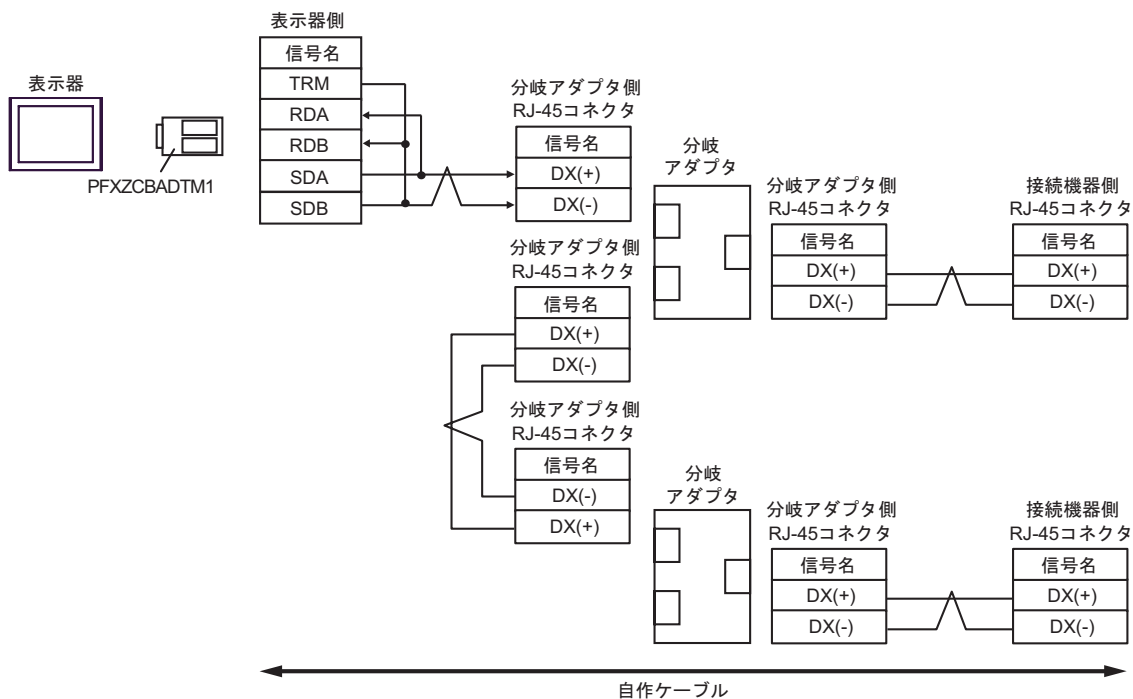 表示器側
信号名
TRM
RDA
RDB
SDA
SDB
表示器
PFXZCBADTM1
分岐アダプタ側
RJ-45コネクタ
信号名
DX(+)
DX(-)
分岐
アダプタ
分岐アダプタ側
RJ-45コネクタ
信号名
DX(+)
DX(-)
接続機器側
RJ-45コネクタ
信号名
DX(+)
DX(-)
分岐アダプタ側
RJ-45コネクタ
信号名
DX(+)
DX(-)
分岐アダプタ側
RJ-45コネクタ
信号名
DX(-)
DX(+)
分岐
アダプタ
分岐アダプタ側
RJ-45コネクタ
信号名
DX(+)
DX(-)
接続機器側
RJ-45コネクタ
信号名
DX(+)
DX(-)
自作ケーブル